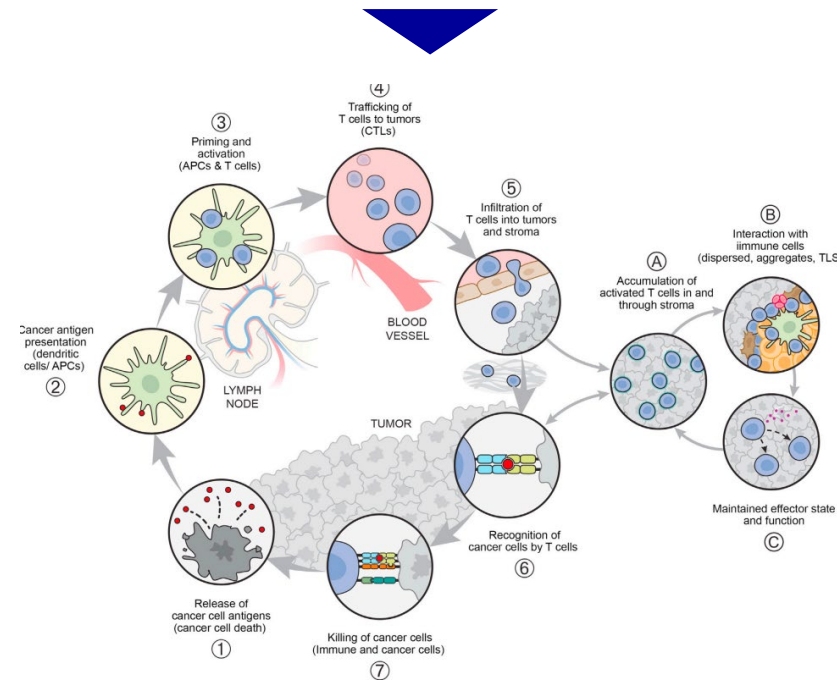 ④
Trafficking of
T cells to tumors
(CTLs)
③
Priming and
activation
(APCs & T cells)
⑤
Infiltration of
T cells into tumors
and stroma
Ⓑ
Interaction with
iimmune cells
(dispersed, aggregates, TLS
Ⓐ
Accumulation of
activated T cells in and
through stroma
BLOOD
VESSEL
Cancer antigen
presentation
(dendritic
cells/ APCs)
②
LYMPH
NODE
TUMOR
Maintained effector state
and function
Ⓒ
Recognition of
cancer cells by T cells
⑥
Release of
cancer cell antigens
(cancer cell death)
①
Killing of cancer cells
(Immune and cancer cells)
⑦